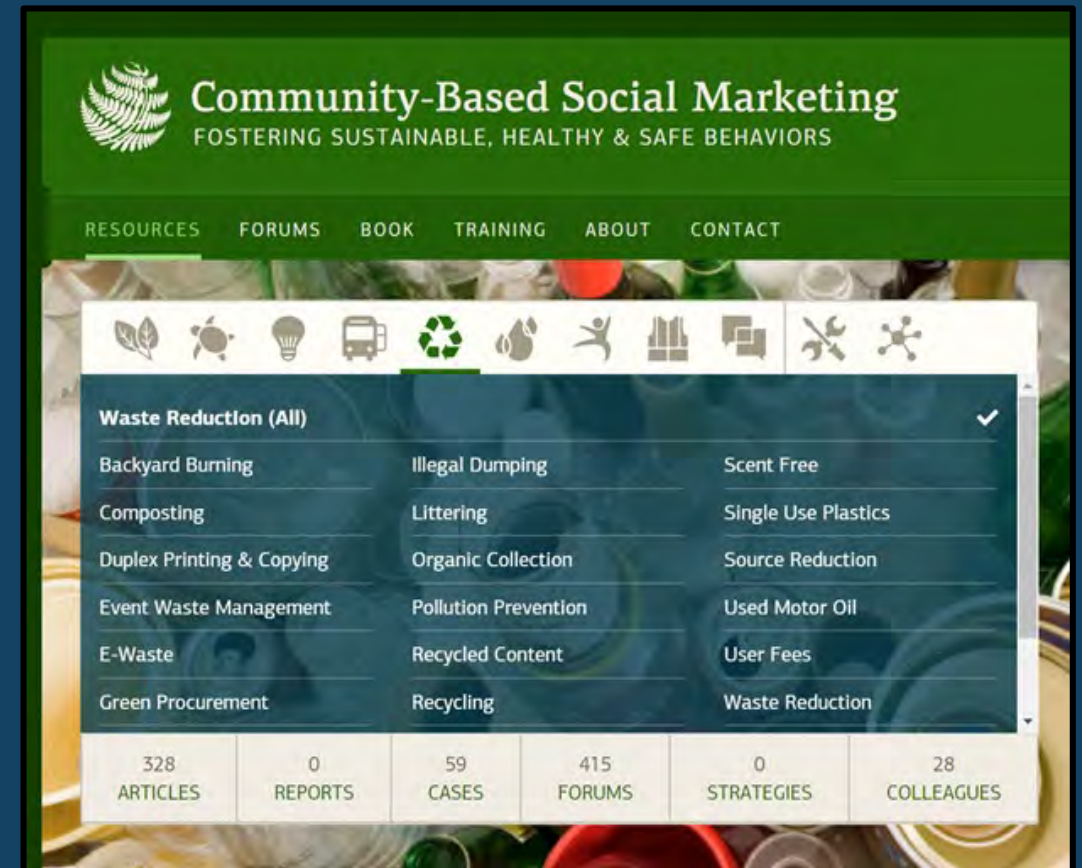 Community-Based Social Marketing
FOSTERING SUSTAINABLE, HEALTHY & SAFE BEHAVIORS
RESOURCES FORUMS BOOK TRAINING ABOUT CONTACT
Waste Reduction (All)
Backyard Burning Illegal Dumping Scent Free
Composting Littering Single Use Plastics
Duplex Printing & Copying Organic Collection Source Reduction
Event Waste Management Pollution Prevention Used Motor Oil
E-Waste Recycled Content User Fees
Green Procurement Recycling Waste Reduction
328 0 59 415 0 28
ARTICLES REPORTS CASES FORUMS STRATEGIES COLLEAGUES